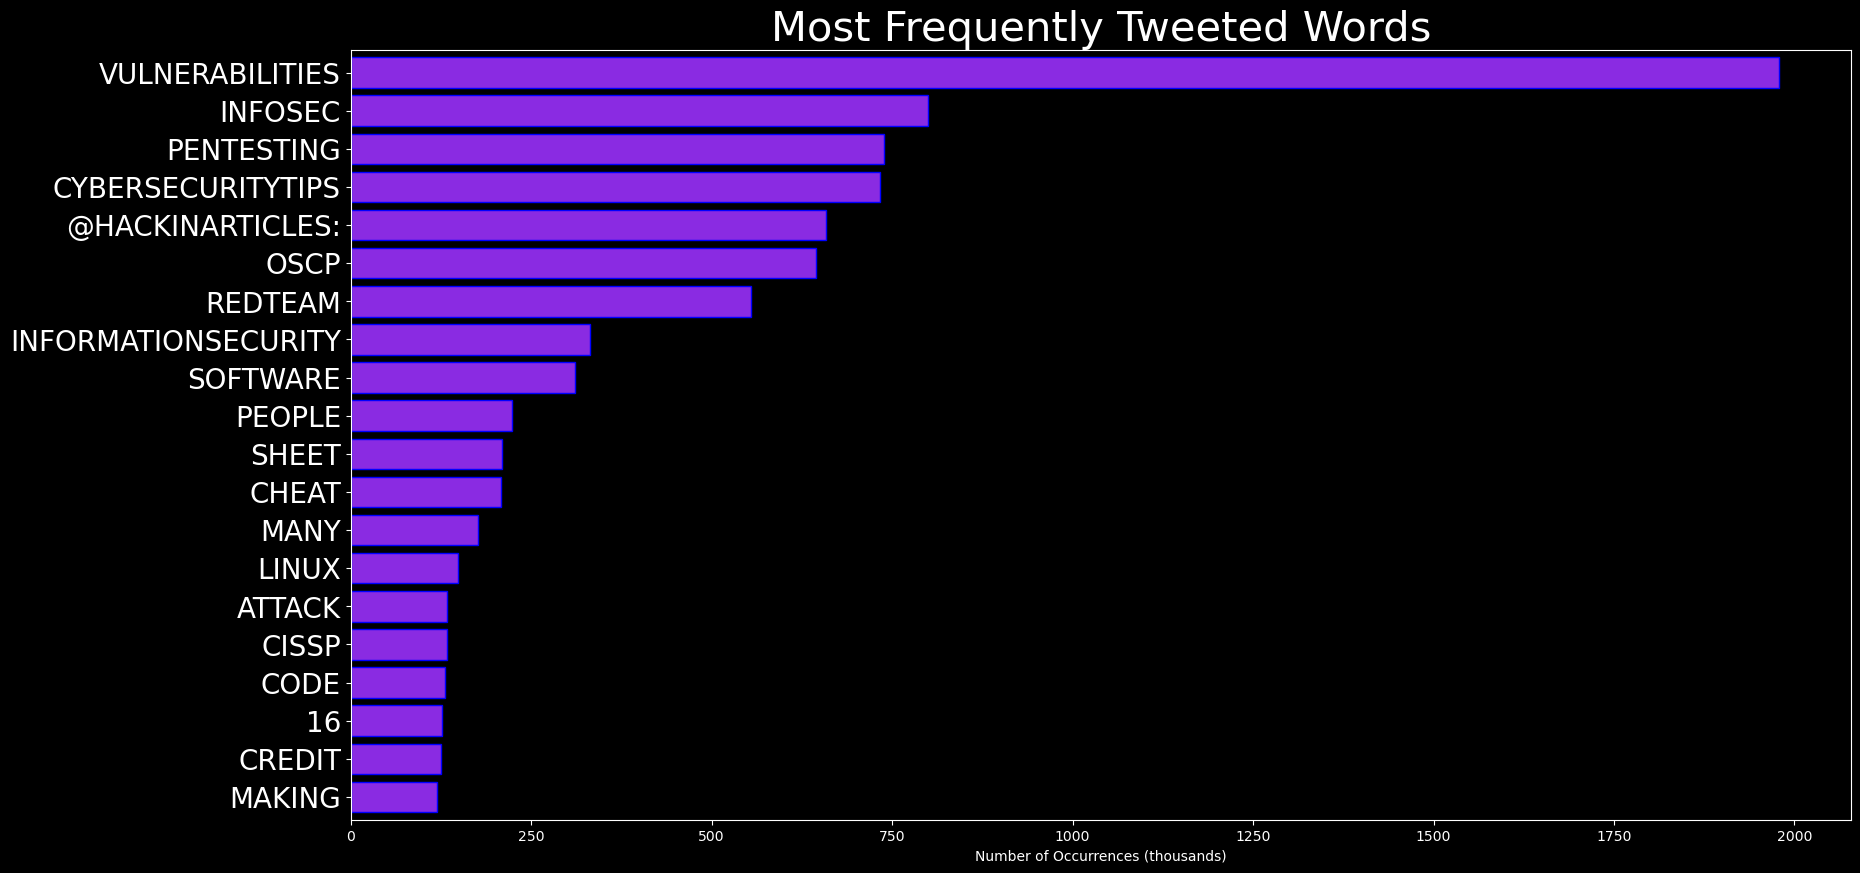 Most Frequently Tweeted Words
VULNERABILITIES
INFOSEC
PENTESTING
CYBERSECURITYTIPS
@HACKINARTICLES:
OSCP
REDTEAM
INFORMATIONSECURITY
SOFTWARE
PEOPLE
SHEET
CHEAT
MANY
LINUX
ATTACK
CISSP
CODE
16
CREDIT
MAKING
0 250 500 750 1000 1250 1500 1750 2000
Number of Occurrences (thousands)